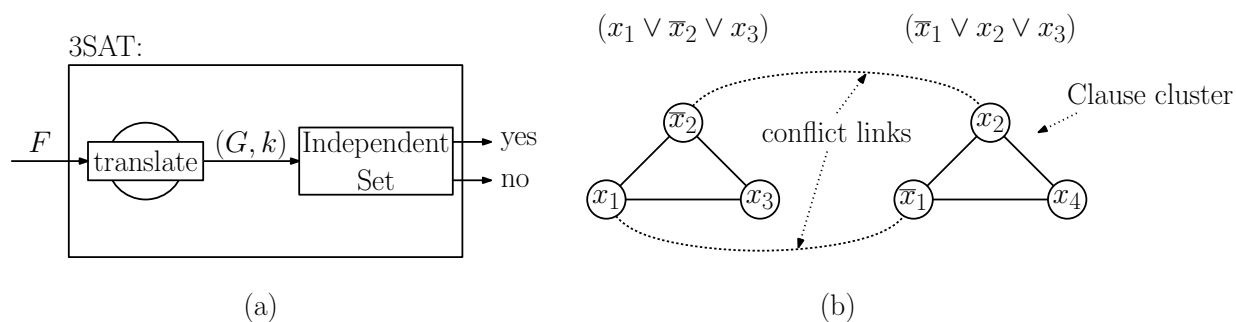 3SAT:
F
translate
(G, k)
Independent
Set
yes
no
(a)
(x₁ ∨ x̅₂ ∨ x₃)
(x̅₁ ∨ x₂ ∨ x₃)
Clause cluster
conflict links
x̅₂
x₁
x₃
x₂
x̅₁
x₄
(b)